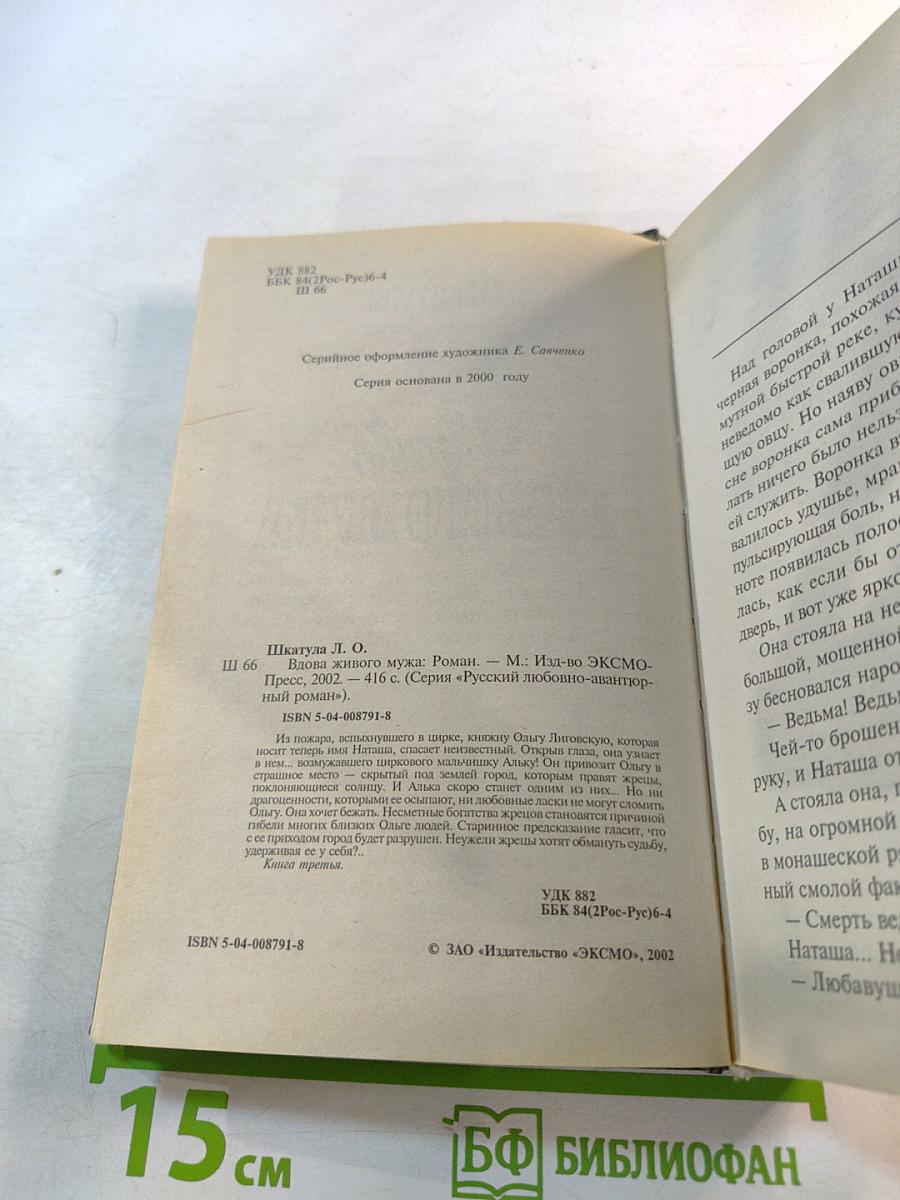 УДК 882
ББК 84(2Рос-Рус)6-4
Ш 66
Серийное оформление художника Е. Савченко
Серия основана в 2000 году
Шкатула Л. О.
Ш 66 Вдова живого мужа: Роман. — М.: Изд-во ЭКСМО-
Пресс, 2002. — 416 с. (Серия «Русский любовно-авантюр-
ный роман»).
ISBN 5-04-008791-8
Из пожара, вспыхнувшего в цирке, княжну Ольгу Лиговскую, которая
носит теперь имя Наташа, спасает неизвестный. Открыв глаза, она узнает
в нем... возмужавшего циркового мальчишку Альку! Он привозит Ольгу в
страшное место — скрытый под землей город, которым правят жрецы,
поклоняющиеся солнцу. И Алька скоро станет одним из них... Но ни
драгоценности, которыми ее осыпают, ни любовные ласки не могут сломить
Ольгу. Она хочет бежать. Несметные богатства жрецов становятся причиной
гибели многих близких Ольге людей. Старинное предсказание гласит, что
с ее приходом город будет разрушен. Неужели жрецы хотят обмануть судьбу,
удерживая ее у себя?..
Книга третья.
УДК 882
ББК 84(2Рос-Рус)6-4
ISBN 5-04-008791-8
© ЗАО «Издательство «ЭКСМО», 2002
Над головой у Наташ
черная воронка, похожая
мутной быстрой реке, ку
неведомо как свалившую
щую овцу. Но наяву ов
сне воронка сама приб
лать ничего было нельз
ей служить. Воронка в
валилось удушье, мра
пульсирующая боль, н
ноте появилась поло
лась, как если бы от
дверь, и вот уже ярко
Она стояла на не
большой, мощенной
зу бесновался наро
— Ведьма! Ведь
Чей-то брошен
руку, и Наташа от
А стояла она, п
бу, на огромной
в монашеской р
ный смолой фак
— Смерть ве
Наташа... Не
— Любавуш
15 см
БФ БИБЛИОФАН